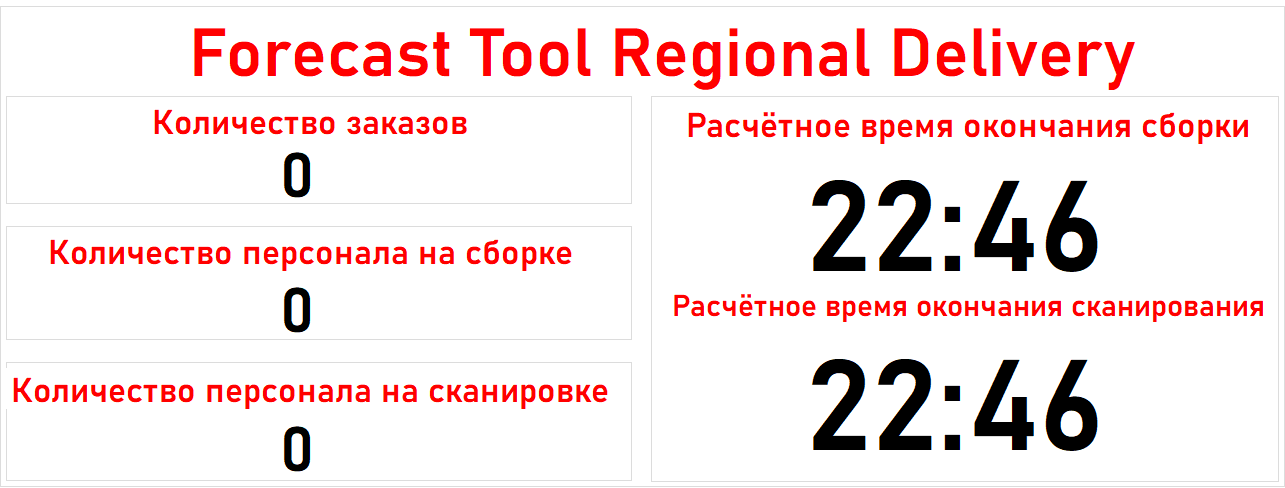 Forecast Tool Regional Delivery
Количество заказов
0
Количество персонала на сборке
0
Количество персонала на сканировке
0
Расчётное время окончания сборки
22:46
Расчётное время окончания сканирования
22:46